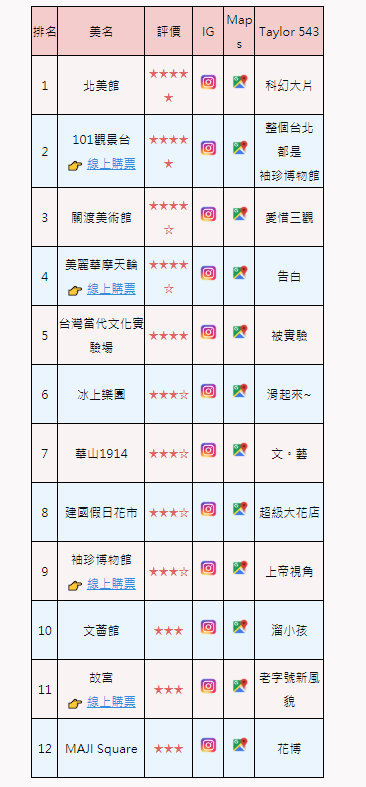 排名 美名 評價 IG Map
s Taylor 543
1 北美館 ★★★★
★ 科幻大片
2 101觀景台
👉 線上購票 ★★★★
★ 整個台北
都是
袖珍博物館
3 關渡美術館 ★★★★
☆ 愛惜三觀
4 美麗華摩天輪
👉 線上購票 ★★★★
☆ 告白
5 台灣當代文化實
驗場 ★★★★ 被實驗
6 冰上樂園 ★★★☆ 滑起來~
7 華山1914 ★★★☆ 文。藝
8 建國假日花市 ★★★☆ 超級大花店
9 袖珍博物館
👉 線上購票 ★★★☆ 上帝視角
10 文薈館 ★★★ 溜小孩
11 故宮
👉 線上購票 ★★★ 老字號新風
貌
12 MAJI Square ★★★ 花博